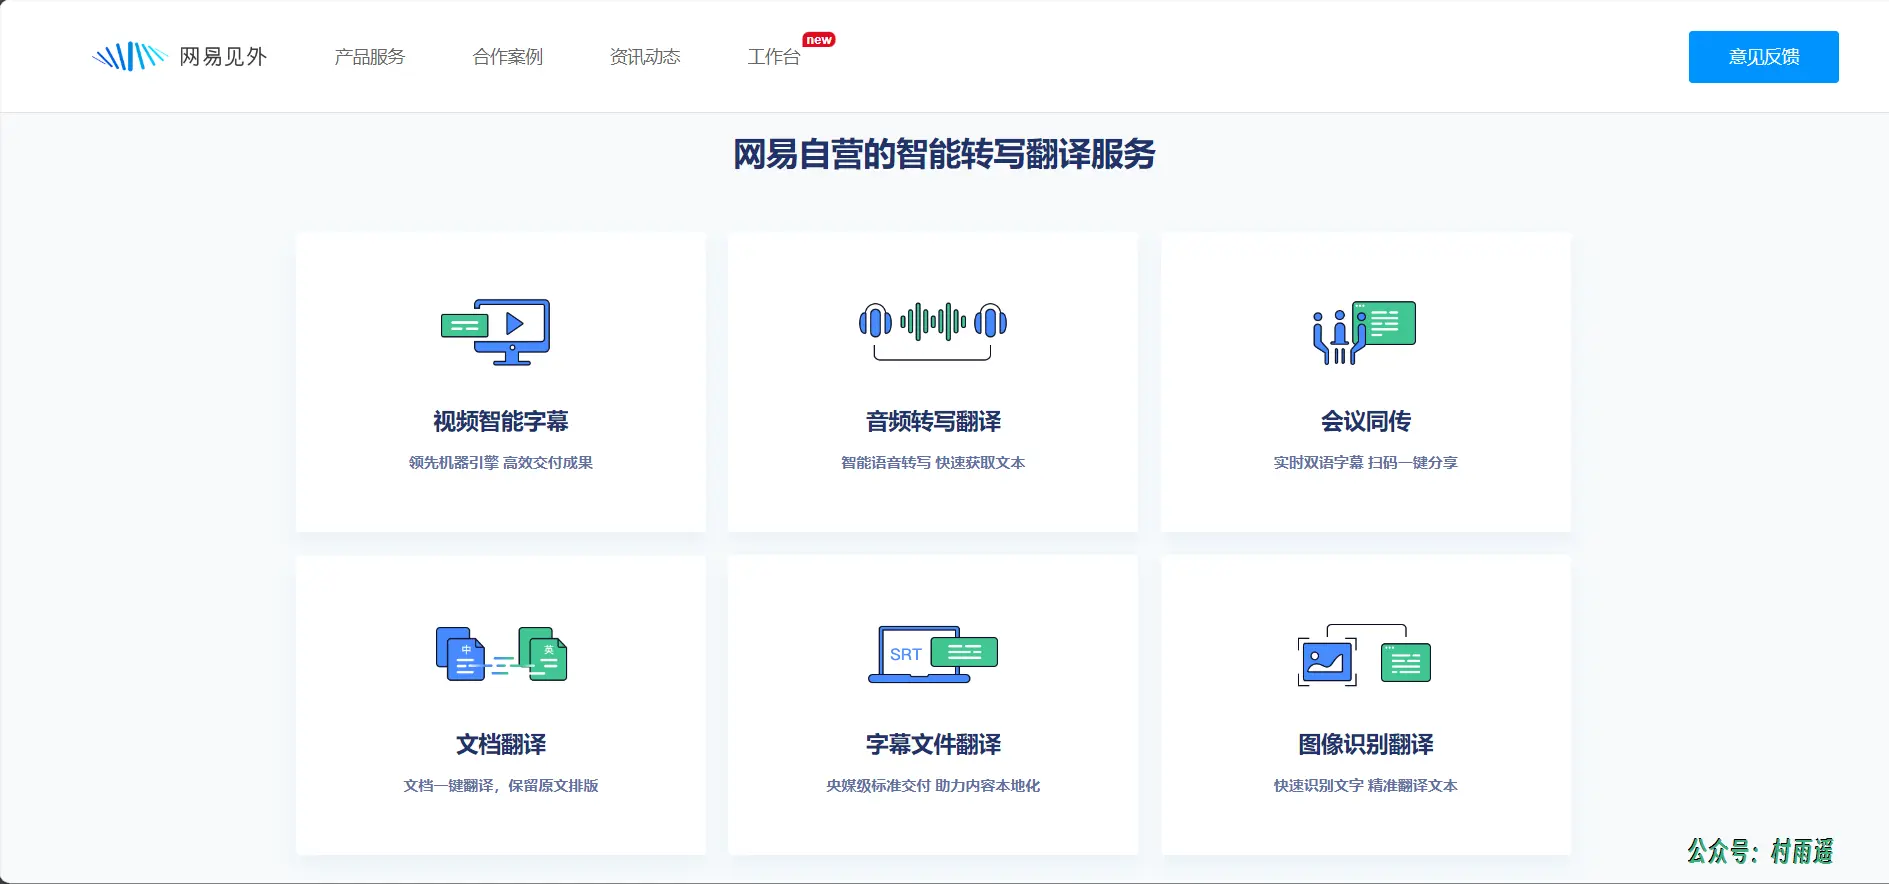 网易见外
产品服务
合作案例
资讯动态
工作台
new
意见反馈
网易自营的智能转写翻译服务
视频智能字幕
领先机器引擎 高效交付成果
音频转写翻译
智能语音转写 快速获取文本
会议同传
实时双语字幕 扫码一键分享
中
英
文档翻译
文档一键翻译，保留原文排版
SRT
字幕文件翻译
央媒级标准交付 助力内容本地化
图像识别翻译
快速识别文字 精准翻译文本
公众号：村雨遥